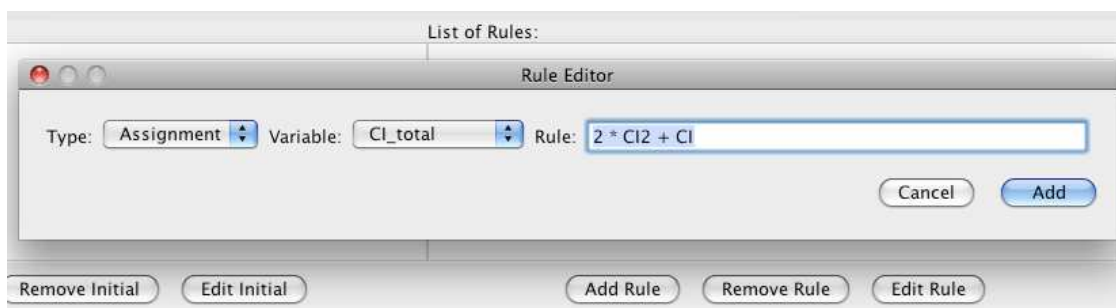 List of Rules:
Rule Editor
Type: Assignment Variable: CI_total Rule: 2 * CI2 + CI
Cancel Add
Remove Initial Edit Initial Add Rule Remove Rule Edit Rule